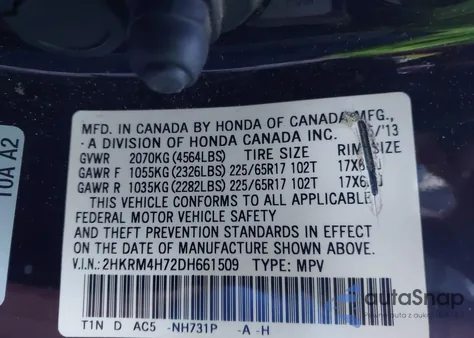 MFD. IN CANADA BY HONDA OF CANADA MFG.,
A DIVISION OF HONDA CANADA INC. /'13
GVWR 2070KG (4564LBS) TIRE SIZE RIM SIZE
GAWR F 1055KG (2326LBS) 225/65R17 102T 17X6
GAWR R 1035KG (2282LBS) 225/65R17 102T 17X6
THIS VEHICLE CONFORMS TO ALL APPLICABLE
FEDERAL MOTOR VEHICLE SAFETY
AND THEFT PREVENTION STANDARDS IN EFFECT
ON THE DATE OF MANUFACTURE SHOWN ABOVE.
V.I.N.: 2HKRM4H72DH661509 TYPE: MPV
T1N D AC5 -NH731P -A -H
10A A2
autoSnap